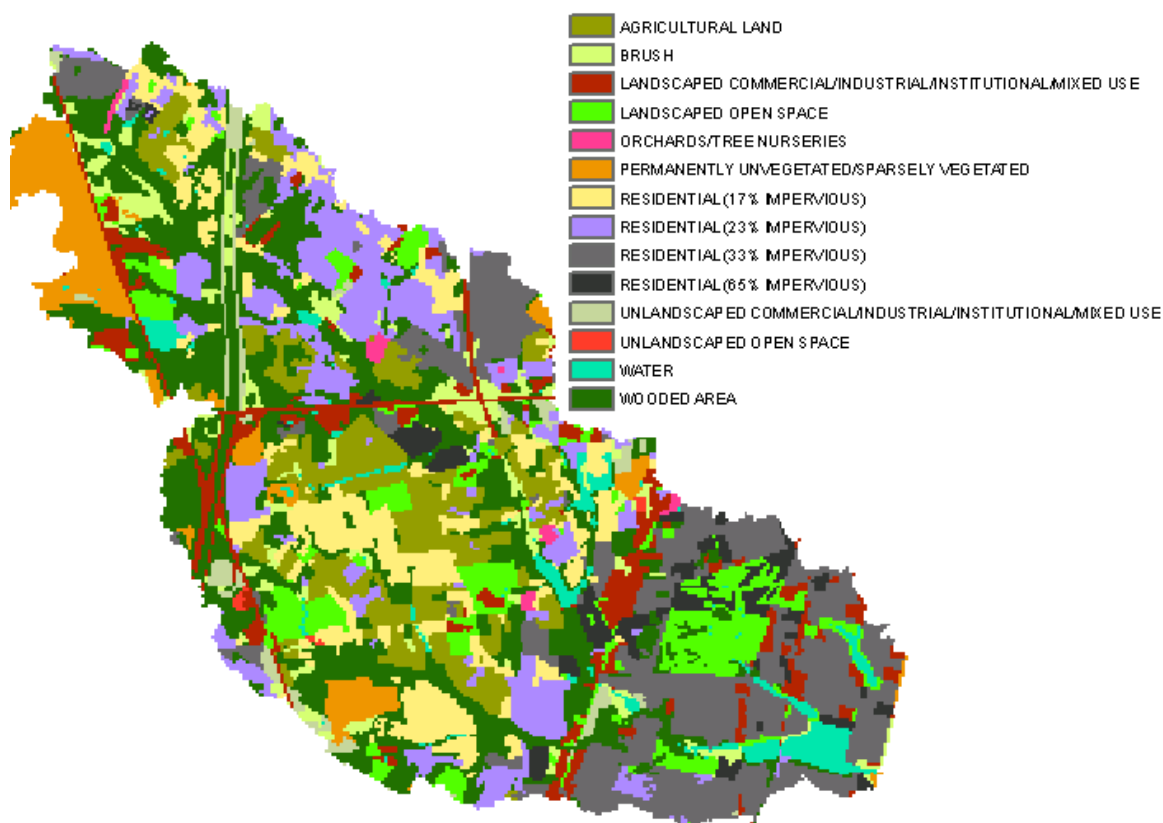 AGRICULTURAL LAND
BRUSH
LANDSCAPED COMMERCIAL/INDUSTRIAL/INSTITUTIONAL/MIXED USE
LANDSCAPED OPEN SPACE
ORCHARDS/TREE NURSERIES
PERMANENTLY UNVEGETATED/SPARSELY VEGETATED
RESIDENTIAL (17% IMPERVIOUS)
RESIDENTIAL (23% IMPERVIOUS)
RESIDENTIAL (33% IMPERVIOUS)
RESIDENTIAL (65% IMPERVIOUS)
UNLANDSCAPED COMMERCIAL/INDUSTRIAL/INSTITUTIONAL/MIXED USE
UNLANDSCAPED OPEN SPACE
WATER
WOODED AREA